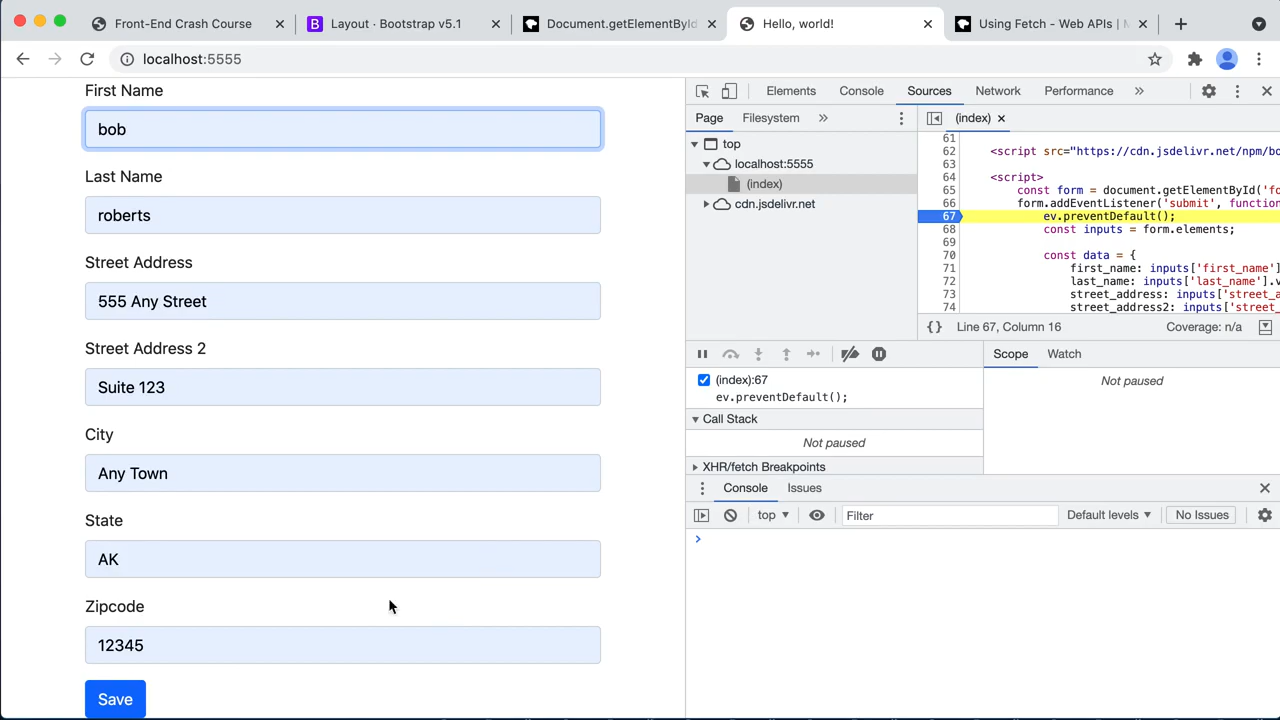 Front-End Crash Course
Layout · Bootstrap v5.1
Document.getElementById
Hello, world!
Using Fetch - Web APIs |
localhost:5555
First Name
bob
Last Name
roberts
Street Address
555 Any Street
Street Address 2
Suite 123
City
Any Town
State
AK
Zipcode
12345
Save
Elements Console Sources Network Performance »
Page Filesystem »
(index)
top
localhost:5555
(index)
cdn.jsdelivr.net
61
62 <script src="https://cdn.jsdelivr.net/npm/bo
63
64 <script>
65 const form = document.getElementById('fo
66 form.addEventListener('submit', function
67 ev.preventDefault();
68 const inputs = form.elements;
69
70 const data = {
71 first_name: inputs['first_name']
72 last_name: inputs['last_name'].v
73 street_address: inputs['street_a
74 street_address2: inputs['street_
{} Line 67, Column 16 Coverage: n/a
Scope Watch
Not paused
(index):67
ev.preventDefault();
Call Stack
Not paused
XHR/fetch Breakpoints
Console Issues
top Filter Default levels No Issues